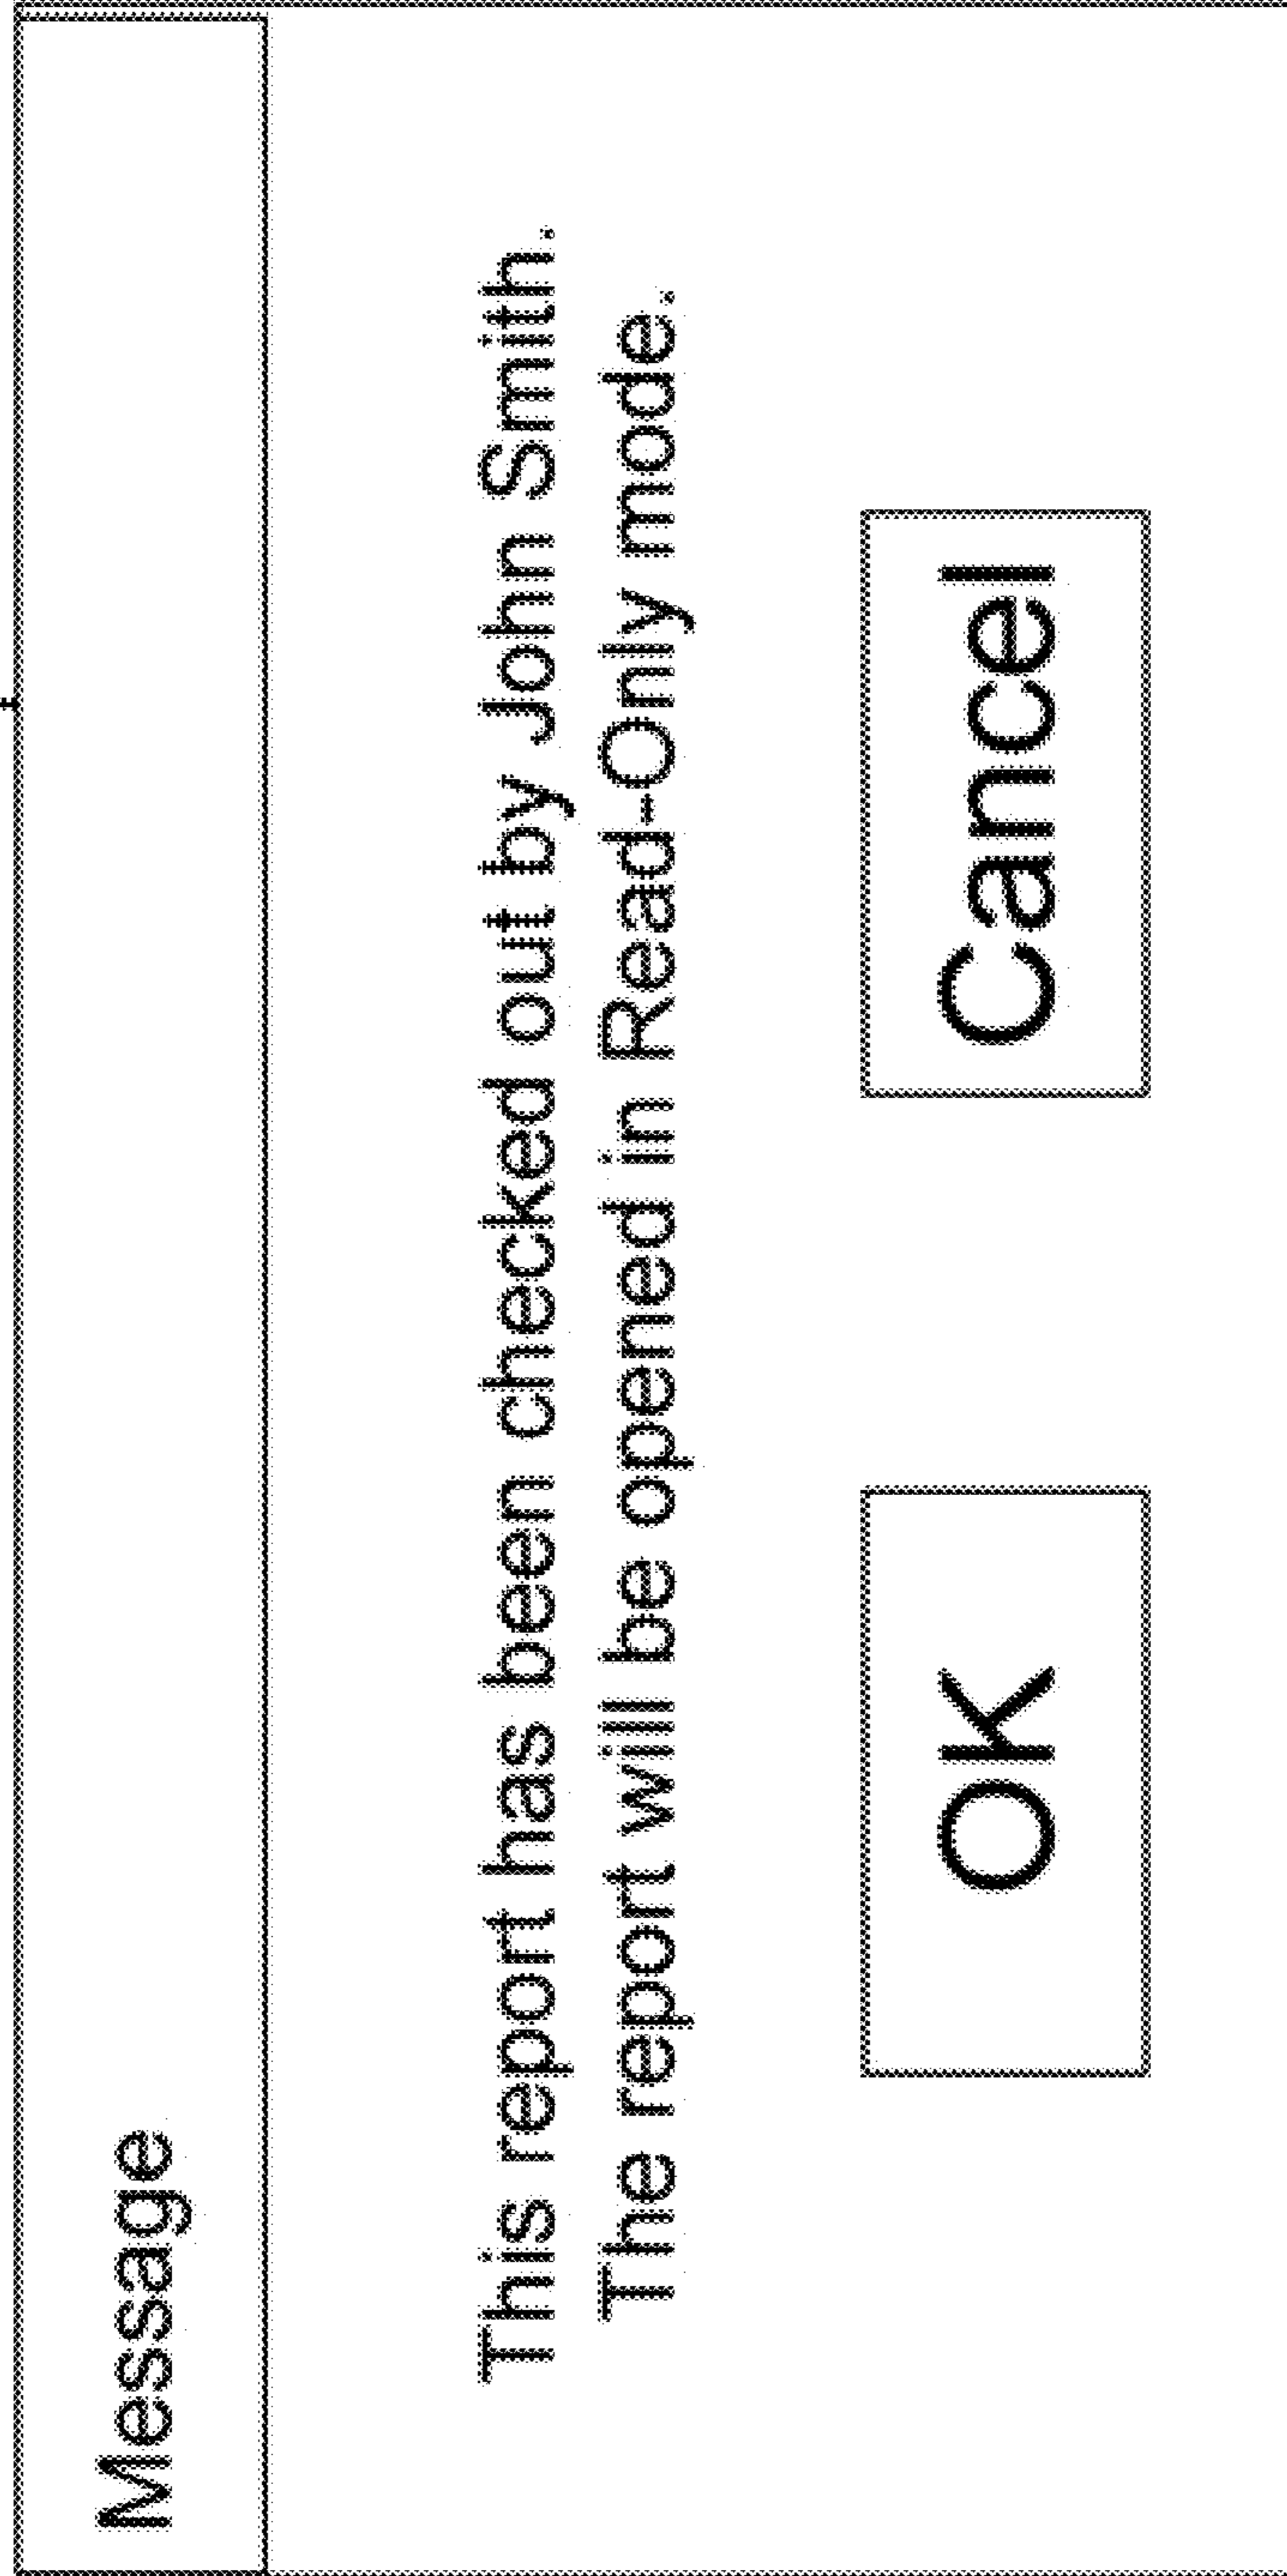 Message
This report has been checked out by John Smith.
The report will be opened in Read-Only mode.
OK
Cancel